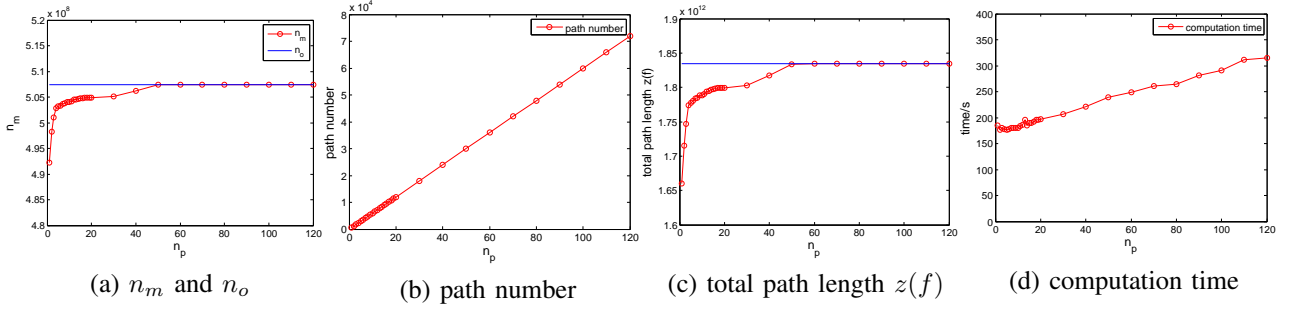 5.2 x 10^8
n_m
n_o
5.15
5.1
5.05
5
4.95
4.9
4.85
4.8
0 20 40 60 80 100 120
n_m
n_p
(a) n_m and n_o
8 x 10^4
path number
7
6
5
4
3
2
1
0
0 20 40 60 80 100 120
path number
n_p
(b) path number
1.9 x 10^12
1.85
1.8
1.75
1.7
1.65
1.6
0 20 40 60 80 100 120
total path length z(f)
n_p
(c) total path length z(f)
400
computation time
350
300
250
200
150
100
50
0
0 20 40 60 80 100 120
time/s
n_p
(d) computation time